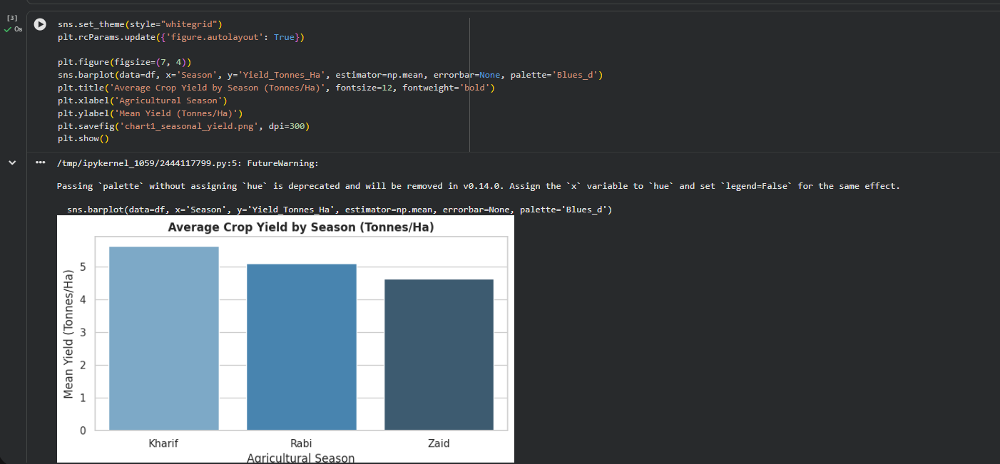 [3]
0s
sns.set_theme(style="whitegrid")
plt.rcParams.update({'figure.autolayout': True})
plt.figure(figsize=(7, 4))
sns.barplot(data=df, x='Season', y='Yield_Tonnes_Ha', estimator=np.mean, errorbar=None, palette='Blues_d')
plt.title('Average Crop Yield by Season (Tonnes/Ha)', fontsize=12, fontweight='bold')
plt.xlabel('Agricultural Season')
plt.ylabel('Mean Yield (Tonnes/Ha)')
plt.savefig('chart1_seasonal_yield.png', dpi=300)
plt.show()
/tmp/ipykernel_1059/2444117799.py:5: FutureWarning:
Passing `palette` without assigning `hue` is deprecated and will be removed in v0.14.0. Assign the `x` variable to `hue` and set `legend=False` for the same effect.
sns.barplot(data=df, x='Season', y='Yield_Tonnes_Ha', estimator=np.mean, errorbar=None, palette='Blues_d')
Average Crop Yield by Season (Tonnes/Ha)
Mean Yield (Tonnes/Ha)
5
4
3
2
1
0
Kharif Rabi Zaid
Agricultural Season